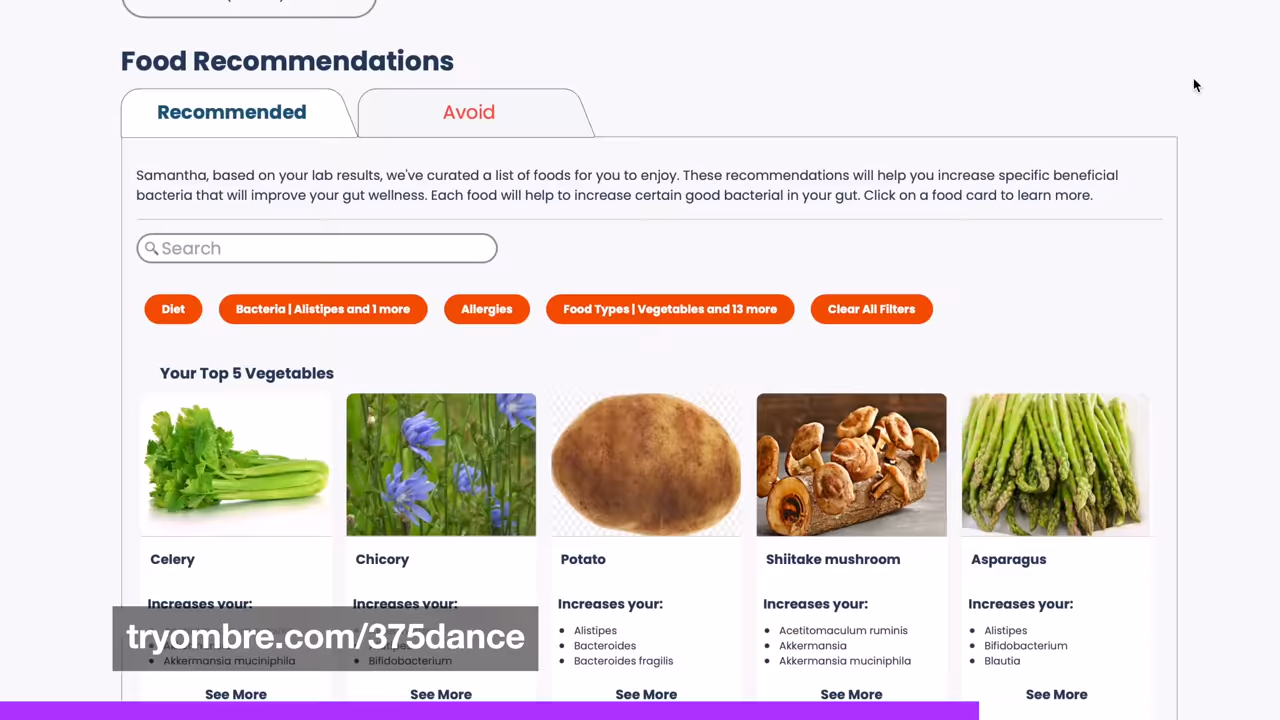 Food Recommendations
Recommended
Avoid
Samantha, based on your lab results, we've curated a list of foods for you to enjoy. These recommendations will help you increase specific beneficial
bacteria that will improve your gut wellness. Each food will help to increase certain good bacterial in your gut. Click on a food card to learn more.
Search
Diet
Bacteria | Alistipes and 1 more
Allergies
Food Types | Vegetables and 13 more
Clear All Filters
Your Top 5 Vegetables
Celery
Chicory
Potato
Shiitake mushroom
Asparagus
Increases your:
Increases your:
Increases your:
Increases your:
Increases your:
Akkermansia muciniphila
Bifidobacterium
Alistipes
Bacteroides
Bacteroides fragilis
Acetitomaculum ruminis
Akkermansia
Akkermansia muciniphila
Alistipes
Bifidobacterium
Blautia
tryombre.com/375dance
See More
See More
See More
See More
See More